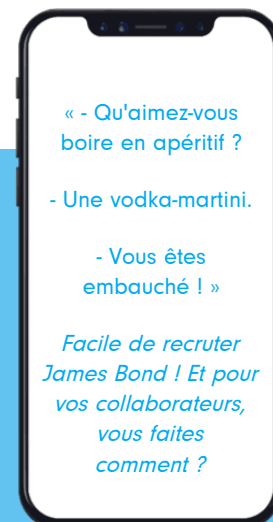 « - Qu'aimez-vous
boire en apéritif ?
- Une vodka-martini.
- Vous êtes
embauché ! »
Facile de recruter
James Bond ! Et pour
vos collaborateurs,
vous faites
comment ?